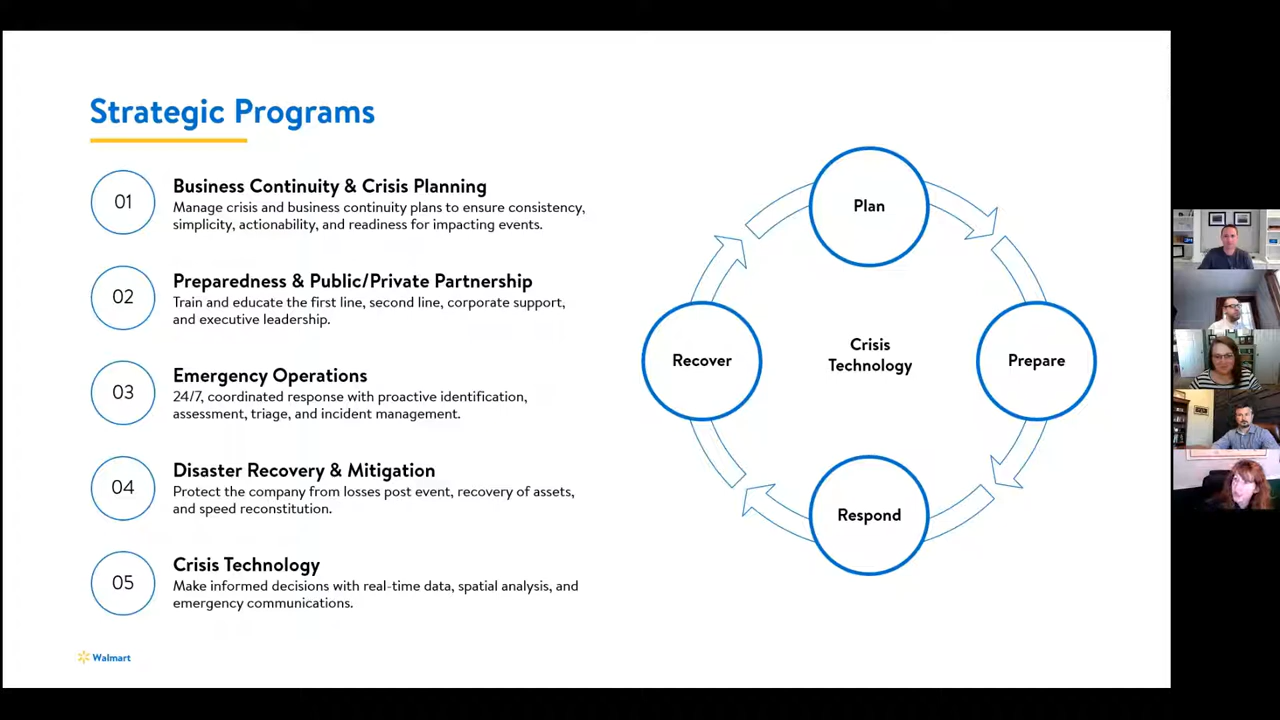 Strategic Programs
01
Business Continuity & Crisis Planning
Manage crisis and business continuity plans to ensure consistency,
simplicity, actionability, and readiness for impacting events.
02
Preparedness & Public/Private Partnership
Train and educate the first line, second line, corporate support,
and executive leadership.
03
Emergency Operations
24/7, coordinated response with proactive identification,
assessment, triage, and incident management.
04
Disaster Recovery & Mitigation
Protect the company from losses post event, recovery of assets,
and speed reconstitution.
05
Crisis Technology
Make informed decisions with real-time data, spatial analysis, and
emergency communications.
Walmart
Plan
Prepare
Respond
Recover
Crisis
Technology